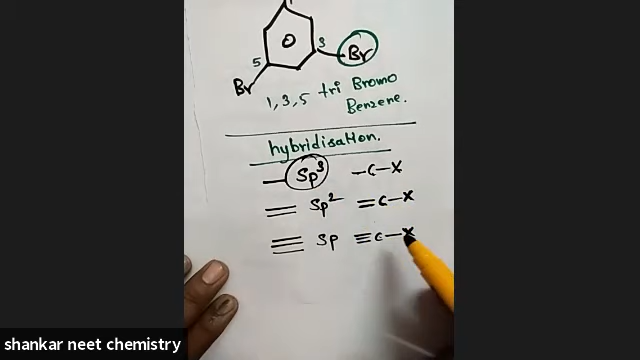 5
3
Br
Br
1,3,5 tri Bromo
Benzene.
hybridisation.
— Sp³ –C–X
= Sp² =C–X
≡ Sp ≡C–X
shankar neet chemistry